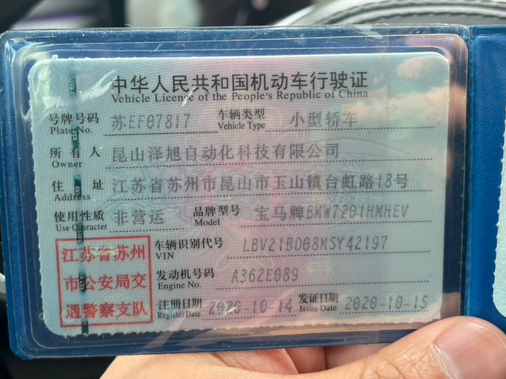 中华人民共和国机动车行驶证
Vehicle License of the People's Republic of China
号牌号码 苏EF07817 车辆类型 小型轿车
Plate No. Vehicle Type
所有人 昆山泽旭自动化科技有限公司
Owner
住址 江苏省苏州市昆山市玉山镇台虹路18号
Address
使用性质 非营运 品牌型号 宝马牌BMW7201HMHEV
Use Character Model
江苏省苏州
市公安局交
通警察支队
车辆识别代号 LBV21BD08MSY42197
VIN
发动机号码 A362E089
Engine No.
注册日期 2020-10-14 发证日期 2020-10-15
Register Date Issue Date